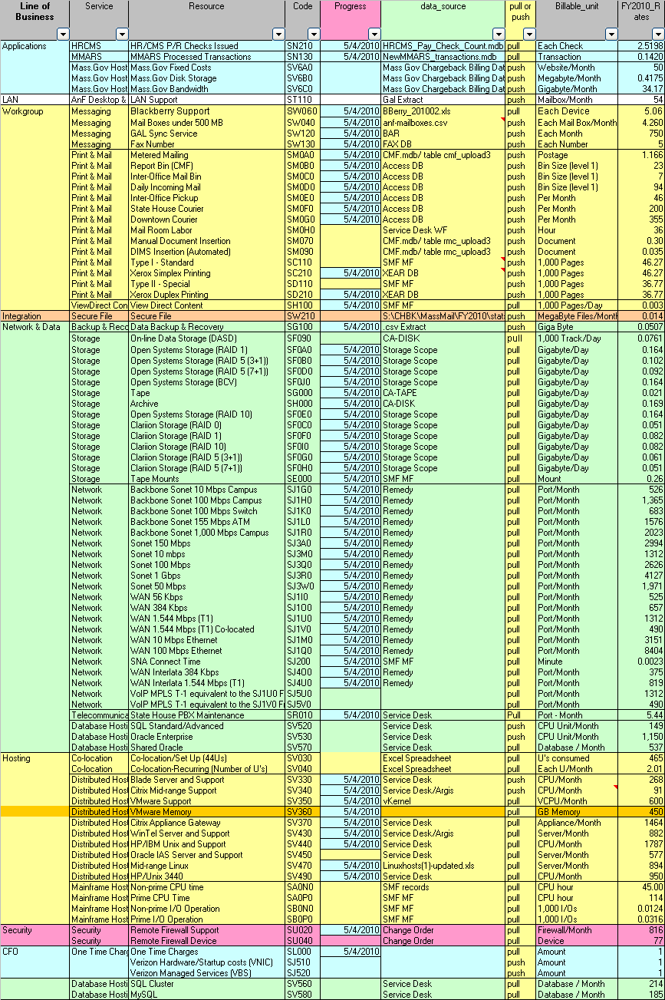 Line of Business Service Resource Code Progress data_source pull or push Billable_unit FY2010_Rates
Applications HRCMS HR/CMS P/R Checks Issued SN210 5/4/2010 HRCMS_Pay_Check_Count.mdb pull Each Check 2.5198
MMARS MMARS Processed Transactions SN130 5/4/2010 NewMMARS_transactions.mdb pull Transaction 0.1420
Mass.Gov Host Mass.Gov Fixed Costs SV6A0 5/4/2010 Mass Gov Chargeback Billing Dat push Website/Month 50
Mass.Gov Host Mass.Gov Disk Storage SV6B0 5/4/2010 Mass Gov Chargeback Billing Dat push Megabyte/Month 0.4175
Mass.Gov Host Mass.Gov Bandwidth SV6C0 5/4/2010 Mass Gov Chargeback Billing Dat push Gigabyte/Month 34.17
LAN AnF Desktop & LAN Support ST110 Gal Extract push Mailbox/Month 54
Workgroup Messaging Blackberry Support SW060 5/4/2010 BBerry_201002.xls pull Each Device 5.06
Messaging Mail Boxes under 500 MB SW040 5/4/2010 anf-mailboxes.csv push Each Mail Box/Month 4.260
Messaging GAL Sync Service SW120 5/4/2010 BAR push Each Month 750
Messaging Fax Number SW130 5/4/2010 FAX DB push Each Number 5
Print & Mail Metered Mailing SM0A0 5/4/2010 CMF.mdb/ table cmf_upload3 push Postage 1.166
Print & Mail Report Bin (CMF) SM0B0 5/4/2010 Access DB push Bin Size (level 1) 23
Print & Mail Inter-Office Mail Bin SM0C0 5/4/2010 Access DB push Bin Size (level 1) 7
Print & Mail Daily Incoming Mail SM0D0 5/4/2010 Access DB push Bin Size (level 1) 94
Print & Mail Inter-Office Pickup SM0E0 5/4/2010 Access DB push Per Month 46
Print & Mail State House Courier SM0F0 5/4/2010 Access DB push Per Month 200
Print & Mail Downtown Courier SM0G0 5/4/2010 Access DB push Per Month 355
Print & Mail Mail Room Labor SM0H0 Service Desk WF push Hour 36
Print & Mail Manual Document Insertion SM070 CMF.mdb/ table rmc_upload3 push Document 0.30
Print & Mail DIMS Insertion (Automated) SM090 CMF.mdb/ table rmc_upload3 push Document 0.035
Print & Mail Type I - Standard SC110 SMF MF push 1,000 Pages 46.27
Print & Mail Xerox Simplex Printing SC210 5/4/2010 XEAR DB push 1,000 Pages 46.27
Print & Mail Type II - Special SD110 SMF MF push 1,000 Pages 36.77
Print & Mail Xerox Duplex Printing SD210 5/4/2010 XEAR DB push 1,000 Pages 36.77
ViewDirect Con View Direct Content SH100 SMF MF pull 1,000 Pages/Day 0.003
Integration Secure File Secure File SW210 S:\CHBK\MassMail\FY2010\stat push MegaByte Files/Month 0.014
Network & Data Backup & Reco Data Backup & Recovery SG100 5/4/2010 .csv Extract push Giga Byte 0.0507
Storage On-line Data Storage (DASD) SF090 CA-DISK pull 1,000 Track/Day 0.0761
Storage Open Systems Storage (RAID 1) SF0A0 5/4/2010 Storage Scope pull Gigabyte/Day 0.164
Storage Open Systems Storage (RAID 5 (3+1)) SF0B0 5/4/2010 Storage Scope pull Gigabyte/Day 0.102
Storage Open Systems Storage (RAID 5 (7+1)) SF0D0 5/4/2010 Storage Scope pull Gigabyte/Day 0.092
Storage Open Systems Storage (BCV) SF0J0 5/4/2010 Storage Scope pull Gigabyte/Day 0.164
Storage Tape SG000 5/4/2010 CA-TAPE pull Gigabyte/Day 0.021
Storage Archive SH000 5/4/2010 CA-DISK pull Gigabyte/Day 0.021
Storage Open Systems Storage (RAID 10) SF0E0 5/4/2010 Storage Scope pull Gigabyte/Day 0.164
Storage Clariion Storage (RAID 0) SF0C0 5/4/2010 Storage Scope pull Gigabyte/Day 0.051
Storage Clariion Storage (RAID 1) SF0F0 5/4/2010 Storage Scope pull Gigabyte/Day 0.082
Storage Clariion Storage (RAID 10) SF0I0 5/4/2010 Storage Scope pull Gigabyte/Day 0.082
Storage Clariion Storage (RAID 5 (3+1)) SF0G0 5/4/2010 Storage Scope pull Gigabyte/Day 0.061
Storage Clariion Storage (RAID 5 (7+1)) SF0H0 5/4/2010 Storage Scope pull Gigabyte/Day 0.051
Storage Tape Mounts SE000 5/4/2010 SMF MF pull Mount 0.26
Network Backbone Sonet 10 Mbps Campus SJ1G0 5/4/2010 Remedy pull Port/Month 526
Network Backbone Sonet 100 Mbps Campus SJ1H0 5/4/2010 Remedy pull Port/Month 1,365
Network Backbone Sonet 100 Mbps Switch SJ1K0 5/4/2010 Remedy pull Port/Month 683
Network Backbone Sonet 155 Mbps ATM SJ1L0 5/4/2010 Remedy pull Port/Month 1576
Network Backbone Sonet 1,000 Mbps Campus SJ1R0 5/4/2010 Remedy pull Port/Month 2023
Network Sonet 150 Mbps SJ3A0 5/4/2010 Remedy pull Port/Month 2994
Network Sonet 10 mbps SJ3M0 5/4/2010 Remedy pull Port/Month 1312
Network Sonet 100 Mbps SJ3Q0 5/4/2010 Remedy pull Port/Month 2626
Network Sonet 1 Gbps SJ3R0 5/4/2010 Remedy pull Port/Month 4127
Network Sonet 50 Mbps SJ3W0 5/4/2010 Remedy pull Port/Month 1,971
Network WAN 56 Kbps SJ1I0 5/4/2010 Remedy pull Port/Month 525
Network WAN 384 Kbps SJ1O0 5/4/2010 Remedy pull Port/Month 657
Network WAN 1.544 Mbps (T1) SJ1U0 5/4/2010 Remedy pull Port/Month 1312
Network WAN 1.544 Mbps (T1) Co-located SJ1V0 5/4/2010 Remedy pull Port/Month 490
Network WAN 10 Mbps Ethernet SJ1M0 5/4/2010 Remedy pull Port/Month 3151
Network WAN 100 Mbps Ethernet SJ1Q0 5/4/2010 Remedy pull Port/Month 8404
Network SNA Connect Time SJ200 5/4/2010 SMF MF pull Minute 0.0023
Network WAN Interlata 384 Kbps SJ4O0 5/4/2010 Remedy pull Port/Month 375
Network WAN Interlata 1.544 Mbps (T1) SJ4U0 5/4/2010 Remedy pull Port/Month 819
Network VoIP MPLS T-1 equivalent to the SJ1U0 F SJ5U0 pull Port/Month 1312
Network VoIP MPLS T-1 equivalent to the SJ1V0 Fr SJ5V0 pull Port/Month 490
Telecommunica State House PBX Maintenance SR010 5/4/2010 Service Desk Pull Port - Month 5.44
Database Hosti SQL Standard/Advanced SV520 Service Desk push CPU Unit/Month 149
Database Hosti Oracle Enterprise SV530 Service Desk push CPU Unit/Month 1,150
Database Hosti Shared Oracle SV570 Service Desk pull Database / Month 537
Hosting Co-location Co-location/Set Up (44Us) SV030 Excel Spreadsheet pull U's consumed 465
Co-location Co-location-Recurring (Number of U's) SV040 Excel Spreadsheet pull Each U/Month 2.01
Distributed Host Blade Server and Support SV330 5/4/2010 Service Desk push CPU/Month 268
Distributed Host Citrix Mid-range Support SV340 5/4/2010 Service Desk/Argis push CPU/Month 91
Distributed Host VMware Support SV350 5/4/2010 vKernel pull VCPU/Month 600
Distributed Host VMware Memory SV360 5/4/2010 pull GB Memory 450
Distributed Host Citrix Appliance Gateway SV370 5/4/2010 Service Desk pull Appliance/Month 1464
Distributed Host WinTel Server and Support SV430 5/4/2010 Service Desk/Argis pull Server/Month 882
Distributed Host HP/IBM Unix and Support SV440 5/4/2010 Service Desk pull CPU/Month 1787
Distributed Host Oracle IAS Server and Support SV450 Service Desk pull Server/Month 577
Distributed Host Mid-range Linux SV470 5/4/2010 Linuxhosts(1)-updated.xls pull Server/Month 894
Distributed Host HP/Unix 3440 SV490 5/4/2010 Service Desk pull CPU/Month 950
Mainframe Host Non-prime CPU time SA0N0 SMF records pull CPU hour 45.00
Mainframe Host Prime CPU Time SA0P0 SMF MF pull CPU hour 114
Mainframe Host Non-prime I/O Operation SB0N0 SMF MF pull 1,000 I/Os 0.0124
Mainframe Host Prime I/O Operation SB0P0 SMF MF pull 1,000 I/Os 0.0316
Security Security Remote Firewall Support SU020 5/4/2010 Change Order pull Firewall/Month 816
Security Remote Firewall Device SU040 Change Order pull Device 77
CFO One Time Charg One Time Charges SL000 5/4/2010 pull Amount 1
Verizon Hardware/Startup costs (VNIC) SJ510 push Amount 1
Verizon Managed Services (VBS) SJ520 push Amount 1
Database Hosti SQL Cluster SV560 Service Desk pull Database / Month 214
Database Hosti MySQL SV580 Service Desk pull Database / Month 185